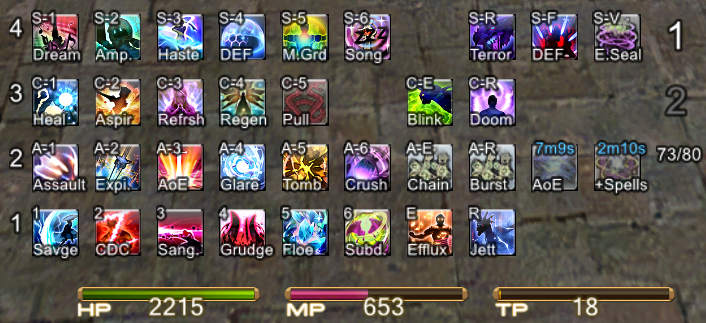 4 S-1 S-2 S-3 S-4 S-5 S-6 S-R S-F S-V 1
Dream Amp. Haste DEF M.Grd Song Terror DEF- E.Seal
3 C-1 C-2 C-3 C-4 C-5 C-E C-R 2
Heal. Aspir Refrsh Regen Pull Blink Doom
2 A-1 A-2 A-3 A-4 A-5 A-6 A-E A-R 7m9s 2m10s 73/80
Assault Expi. AoE Glare Tomb. Crush Chain Burst AoE +Spells
1 1 2 3 4 5 6 E R
Savge CDC Sang. Grudge Floe Subd. Efflux Jett
HP 2215 MP 653 TP 18